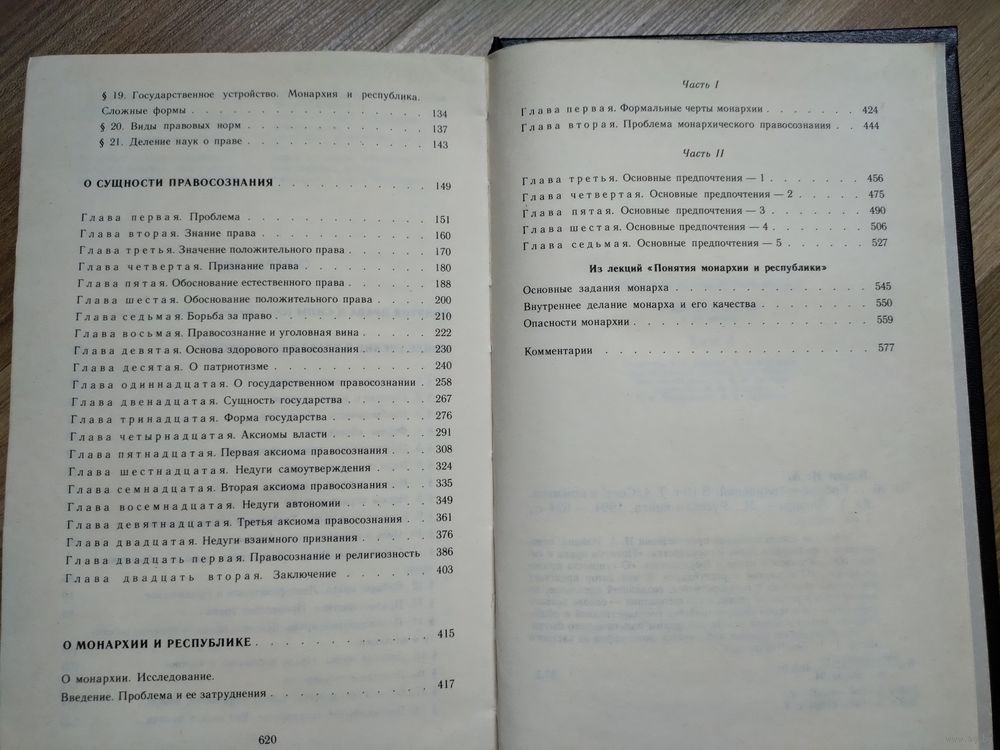 § 19. Государственное устройство. Монархия и республика.
Сложные формы . . . . . . . . . . . . . . . 134
§ 20. Виды правовых норм . . . . . . . . . . . . 137
§ 21. Деление наук о праве . . . . . . . . . . . . 143
О СУЩНОСТИ ПРАВОСОЗНАНИЯ . . . . . . . . . . 149
Глава первая. Проблема . . . . . . . . . . . . 151
Глава вторая. Знание права . . . . . . . . . . . 160
Глава третья. Значение положительного права . . . . . 170
Глава четвертая. Признание права . . . . . . . . 180
Глава пятая. Обоснование естественного права . . . . . 188
Глава шестая. Обоснование положительного права . . . . 200
Глава седьмая. Борьба за право . . . . . . . . . . 210
Глава восьмая. Правосознание и уголовная вина . . . . . 222
Глава девятая. Основа здорового правосознания . . . . . 230
Глава десятая. О патриотизме . . . . . . . . . . 240
Глава одиннадцатая. О государственном правосознании . 258
Глава двенадцатая. Сущность государства . . . . . . 267
Глава тринадцатая. Форма государства . . . . . . . 276
Глава четырнадцатая. Аксиомы власти . . . . . . . 291
Глава пятнадцатая. Первая аксиома правосознания . . . 308
Глава шестнадцатая. Недуги самоутверждения . . . . 324
Глава семнадцатая. Вторая аксиома правосознания . . . 335
Глава восемнадцатая. Недуги автономии . . . . . . 349
Глава девятнадцатая. Третья аксиома правосознания . . . 361
Глава двадцатая. Недуги взаимного признания . . . . . 376
Глава двадцать первая. Правосознание и религиозность 386
Глава двадцать вторая. Заключение . . . . . . . 403
О МОНАРХИИ И РЕСПУБЛИКЕ . . . . . . . . . . . 415
О монархии. Исследование.
Введение. Проблема и ее затруднения . . . . . . . . . . 417
620
Часть I
Глава первая. Формальные черты монархии . . . . . . 424
Глава вторая. Проблема монархического правосознания . . 444
Часть II
Глава третья. Основные предпочтения — 1 . . . . . . 456
Глава четвертая. Основные предпочтения — 2 . . . . . 475
Глава пятая. Основные предпочтения — 3 . . . . . . 490
Глава шестая. Основные предпочтения — 4 . . . . . . 506
Глава седьмая. Основные предпочтения — 5 . . . . . . 527
Из лекций «Понятия монархии и республики»
Основные задания монарха . . . . . . . . . . . . . 545
Внутреннее делание монарха и его качества . . . . . . . . 550
Опасности монархии . . . . . . . . . . . . . . . 559
Комментарии . . . . . . . . . . . . . . . . . 577